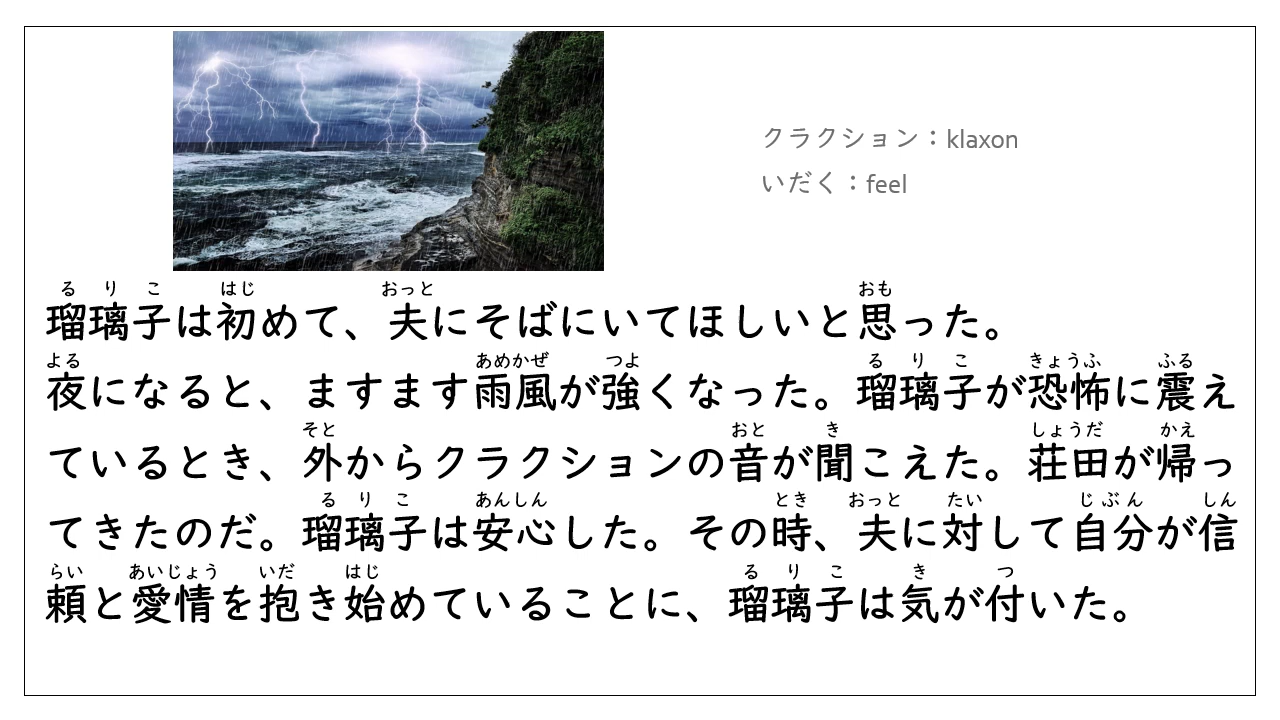 クラクション：klaxon
いだく：feel
瑠璃子は初めて、夫にそばにいてほしいと思った。
夜になると、ますます雨風が強くなった。瑠璃子が恐怖に震え
ているとき、外からクラクションの音が聞こえた。荘田が帰っ
てきたのだ。瑠璃子は安心した。その時、夫に対して自分が信
頼と愛情を抱き始めていることに、瑠璃子は気が付いた。